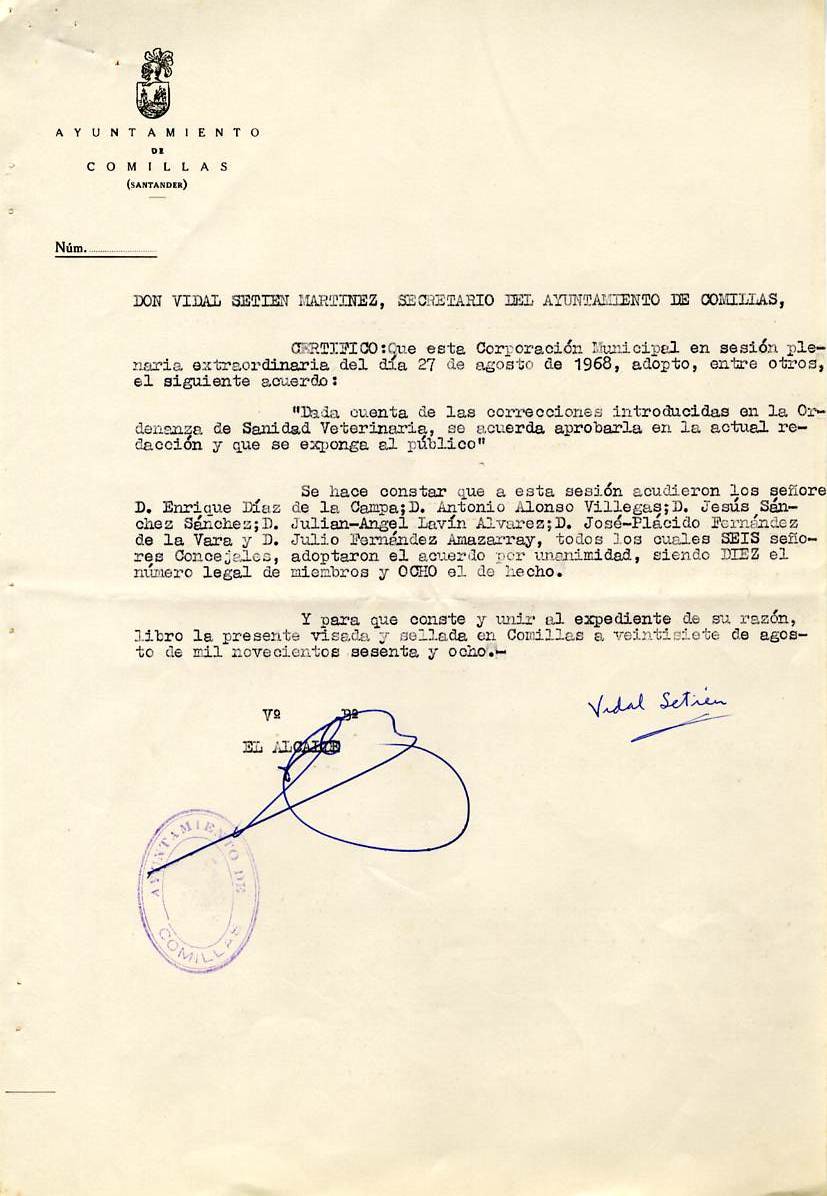 AYUNTAMIENTO
DE
COMILLAS
(SANTANDER)
Núm.
DON VIDAL SETIEN MARTINEZ, SECRETARIO DEL AYUNTAMIENTO DE COMILLAS,
CERTIFICO:Que esta Corporación Municipal en sesión ple-
naria extraordinaria del día 27 de agosto de 1968, adopto, entre otros,
el siguiente acuerdo:
"Dada cuenta de las correcciones introducidas en la Or-
denanza de Sanidad Veterinaria, se acuerda aprobarla en la actual re-
dacción y que se exponga al público"
Se hace constar que a esta sesión acudieron los señore
D. Enrique Díaz de la Campa;D. Antonio Alonso Villegas;D. Jesús Sán-
chez Sánchez;D. Julian-Angel Lavín Alvarez;D. José-Plácido Fernández
de la Vara y D. Julio Fernández Amazarray, todos los cuales SEIS seño-
res Concejales, adoptaron el acuerdo por unanimidad, siendo DIEZ el
número legal de miembros y OCHO el de hecho.
Y para que conste y unir al expediente de su razón,
libro la presente visada y sellada en Comillas a veintisiete de agos-
to de mil novecientos sesenta y ocho.-
Vidal Setién
Vº Bº
EL ALCALDE
AYUNTAMIENTO DE
COMILLAS